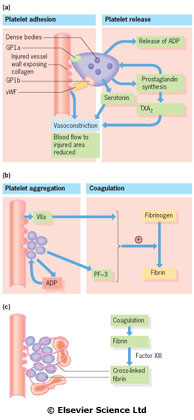 (a)
Platelet adhesion
Platelet release
Dense bodies
GP1a
Injured vessel
wall exposing
collagen
GP1b
vWF
Release of ADP
Prostaglandin
synthesis
Serotonin
TXA2
Vasoconstriction
Blood flow to
injured area
reduced
(b)
Platelet aggregation
Coagulation
VIIa
Fibrinogen
+
ADP
PF–3
Fibrin
(c)
Coagulation
Fibrin
Factor XIII
Cross-linked
fibrin
© Elsevier Science Ltd